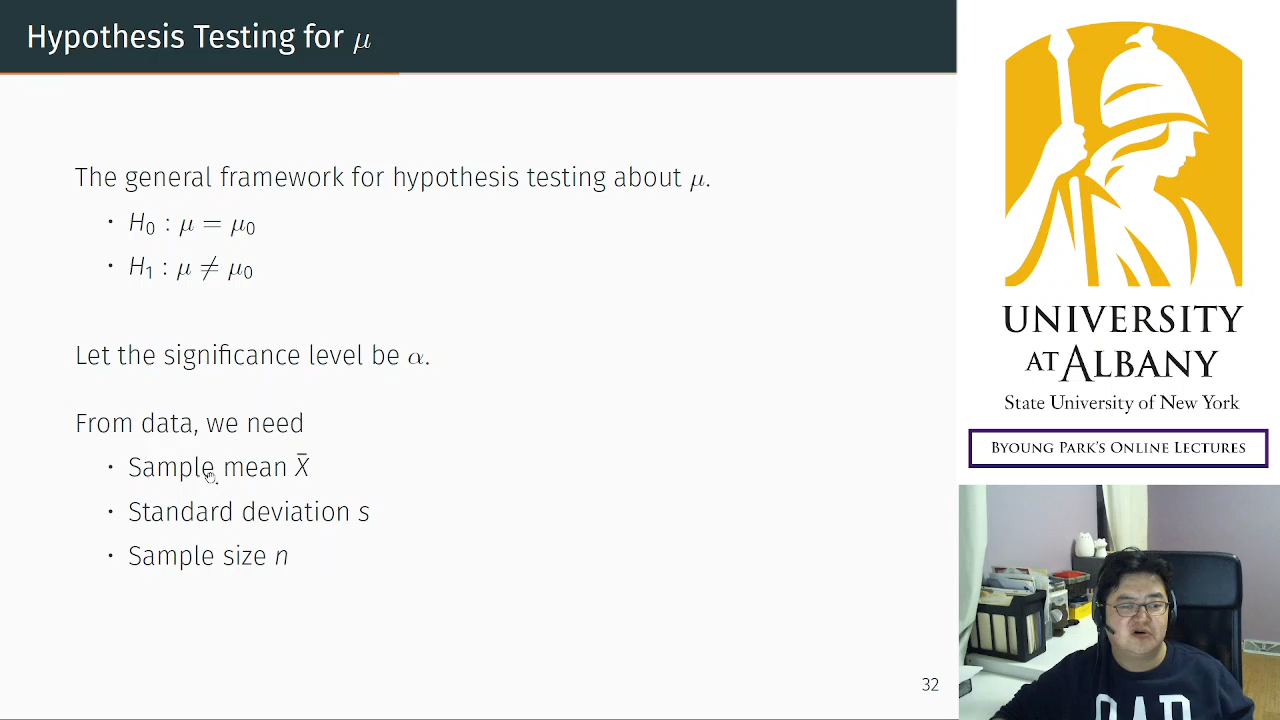 Hypothesis Testing for μ
The general framework for hypothesis testing about μ.
· H₀ : μ = μ₀
· H₁ : μ ≠ μ₀
Let the significance level be α.
From data, we need
· Sample mean X̄
· Standard deviation s
· Sample size n
32
UNIVERSITY
AT ALBANY
State University of New York
BYOUNG PARK'S ONLINE LECTURES
GAP